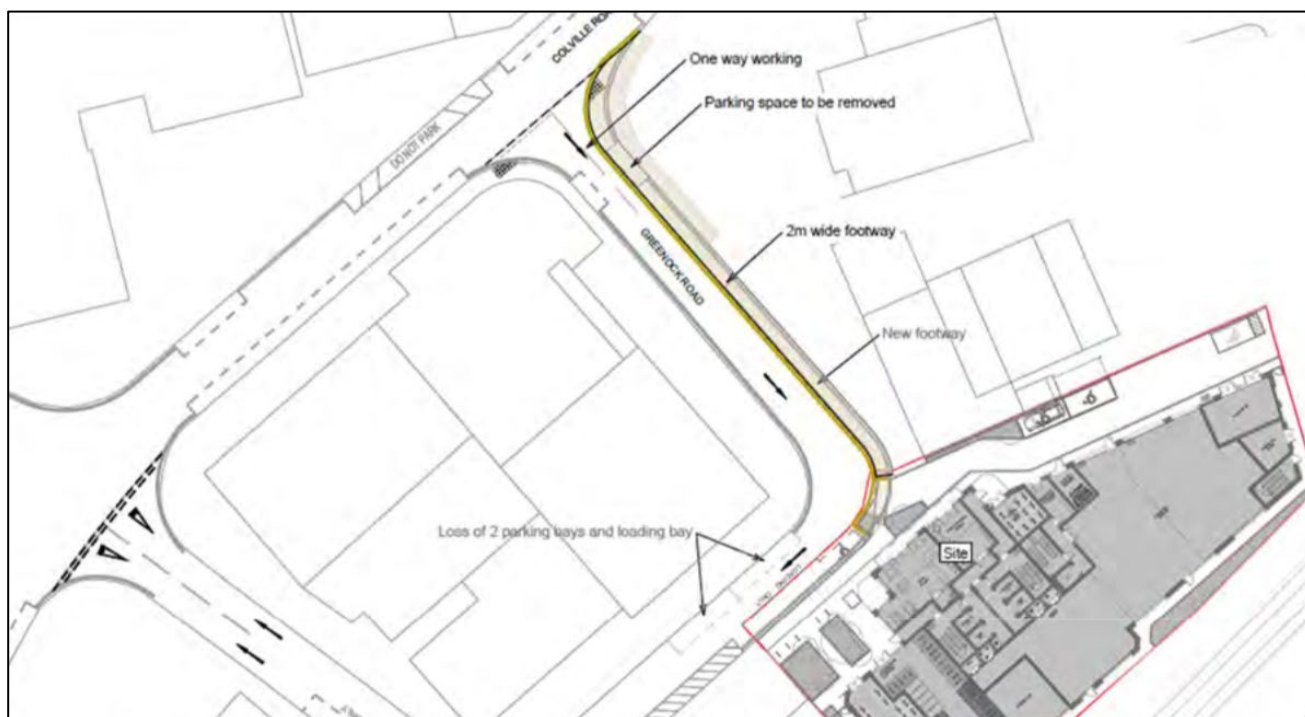 COLVILLE ROAD
One way working
Parking space to be removed
DO NOT PARK
2m wide footway
GREENOCK ROAD
New footway
Loss of 2 parking bays and loading bay
Site